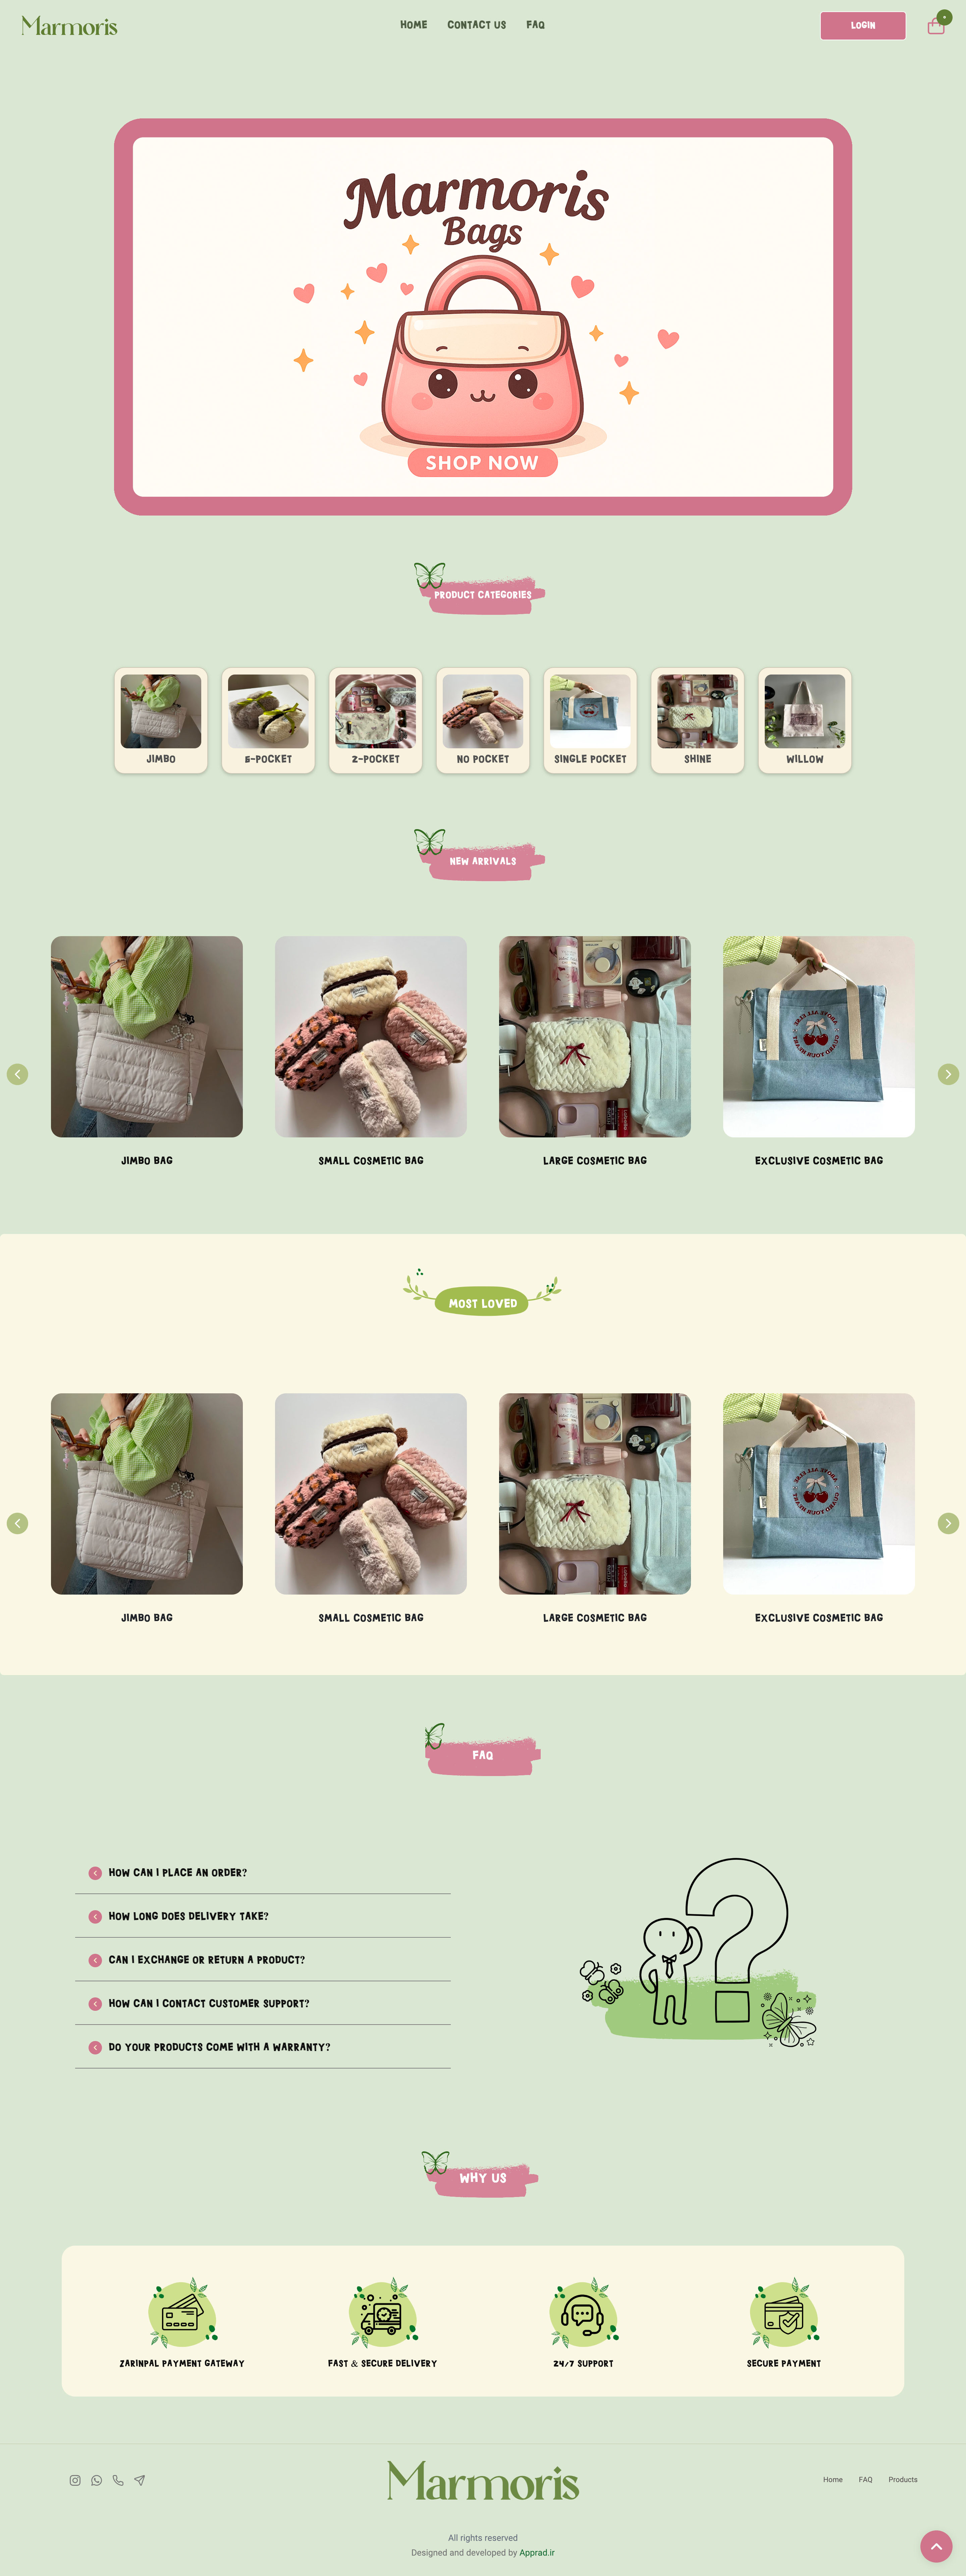 Marmoris
HOME
CONTACT US
FAQ
LOGIN
Marmoris
Bags
SHOP NOW
PRODUCT CATEGORIES
JIMBO
5-POCKET
2-POCKET
NO POCKET
SINGLE POCKET
SHINE
WILLOW
NEW ARRIVALS
JIMBO BAG
SMALL COSMETIC BAG
LARGE COSMETIC BAG
EXCLUSIVE COSMETIC BAG
MOST LOVED
JIMBO BAG
SMALL COSMETIC BAG
LARGE COSMETIC BAG
EXCLUSIVE COSMETIC BAG
FAQ
HOW CAN I PLACE AN ORDER?
HOW LONG DOES DELIVERY TAKE?
CAN I EXCHANGE OR RETURN A PRODUCT?
HOW CAN I CONTACT CUSTOMER SUPPORT?
DO YOUR PRODUCTS COME WITH A WARRANTY?
?
WHY US
ZARINPAL PAYMENT GATEWAY
FAST & SECURE DELIVERY
24/7 SUPPORT
SECURE PAYMENT
Marmoris
Home
FAQ
Products
All rights reserved
Designed and developed by Apprad.ir